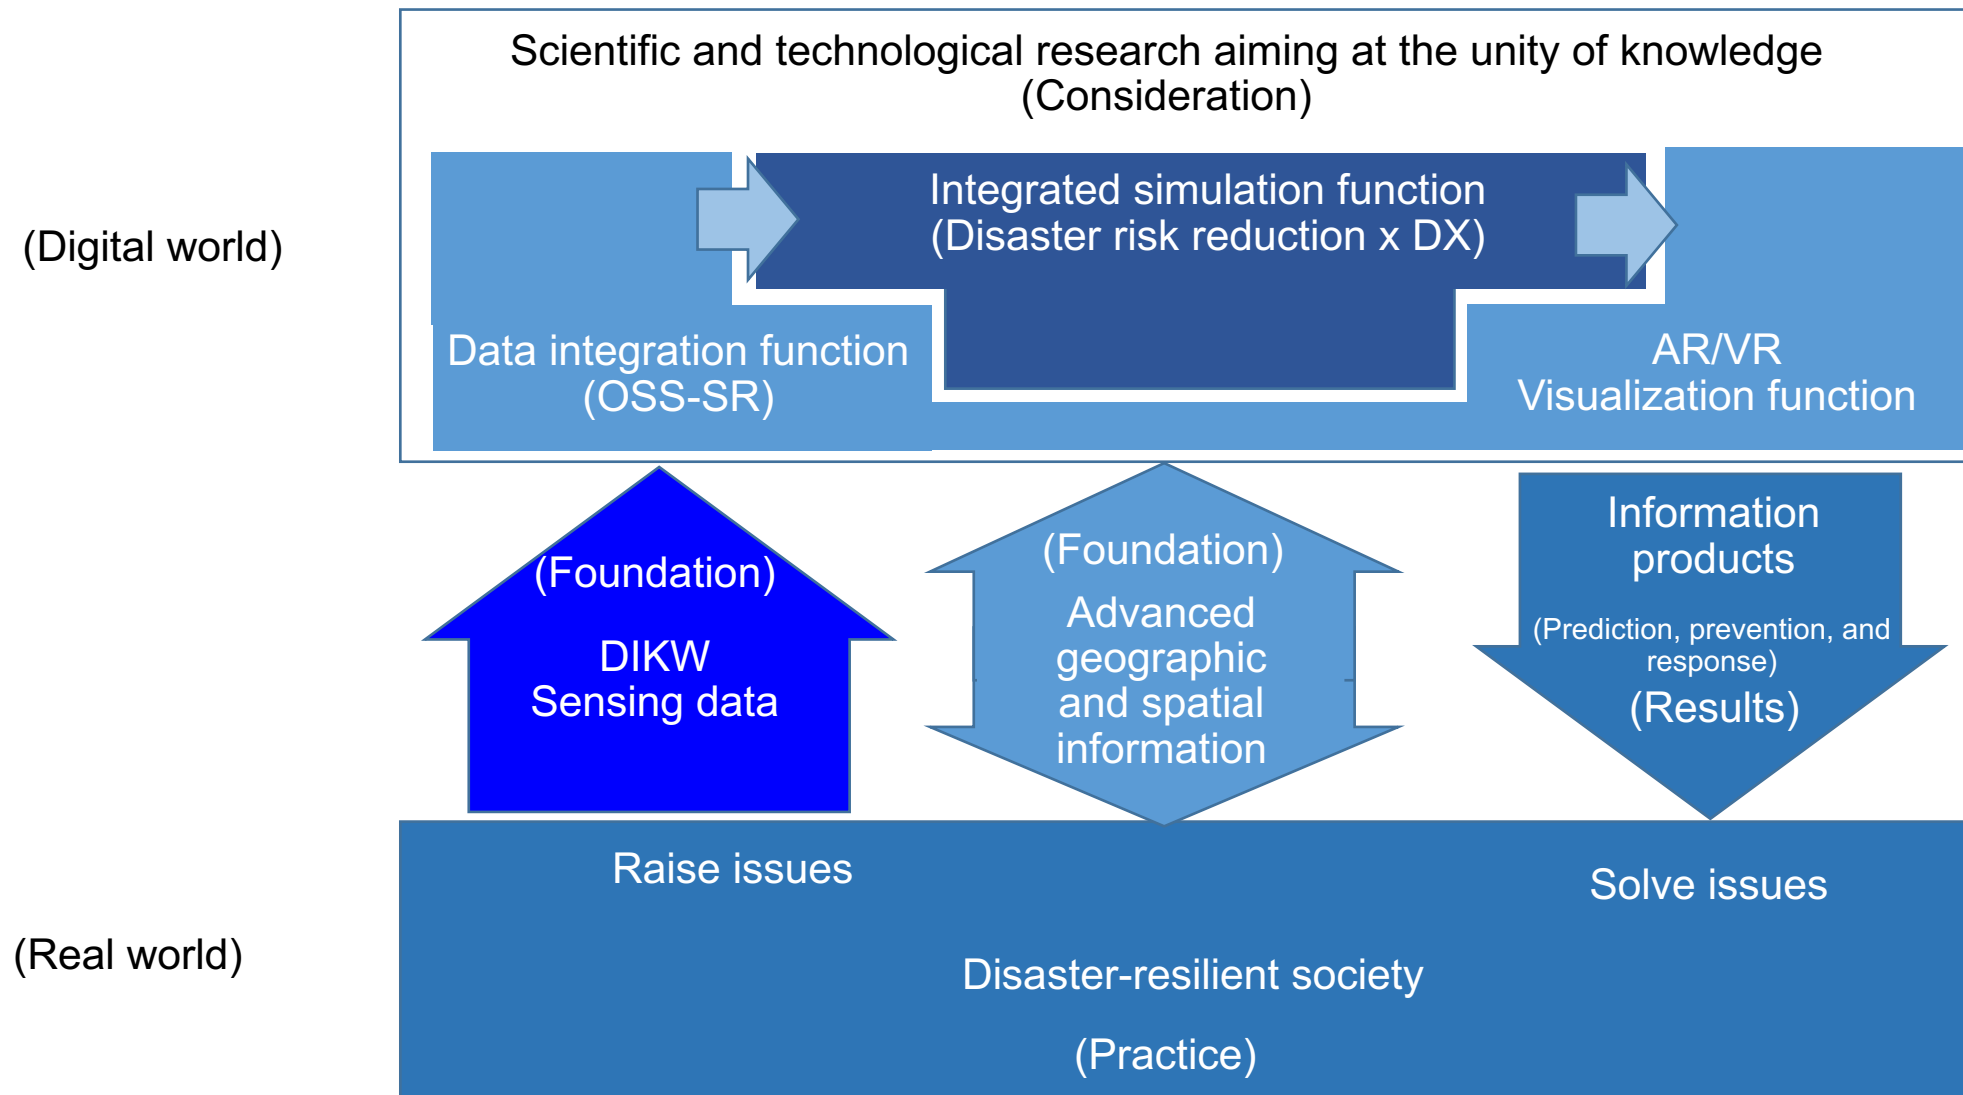 Scientific and technological research aiming at the unity of knowledge
(Consideration)
(Digital world)
Integrated simulation function
(Disaster risk reduction x DX)
Data integration function
(OSS-SR)
AR/VR
Visualization function
(Foundation)
DIKW
Sensing data
(Foundation)
Advanced
geographic
and spatial
information
Information
products
(Prediction, prevention, and
response)
(Results)
(Real world)
Raise issues
Solve issues
Disaster-resilient society
(Practice)